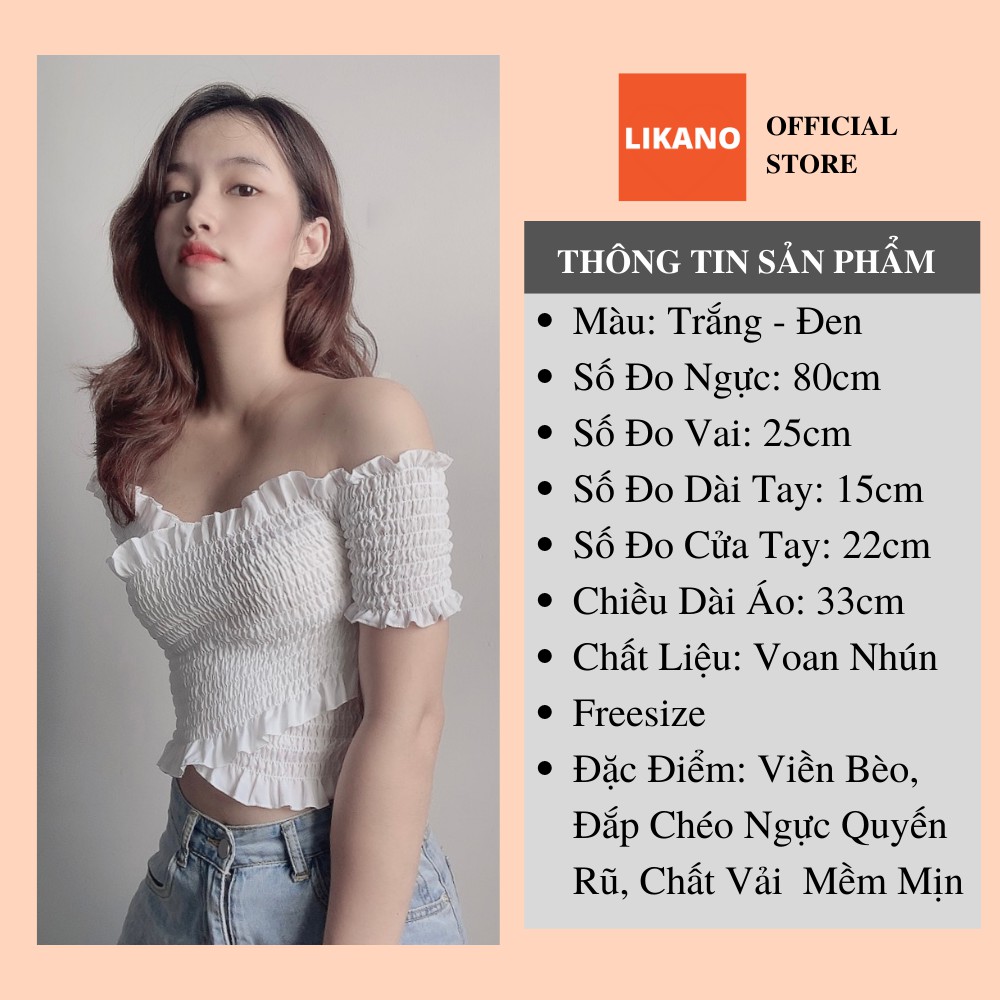 LIKANO
OFFICIAL
STORE
THÔNG TIN SẢN PHẨM
• Màu: Trắng - Đen
• Số Đo Ngực: 80cm
• Số Đo Vai: 25cm
• Số Đo Dài Tay: 15cm
• Số Đo Cửa Tay: 22cm
• Chiều Dài Áo: 33cm
• Chất Liệu: Voan Nhún
• Freesize
• Đặc Điểm: Viền Bèo,
Đắp Chéo Ngực Quyến
Rũ, Chất Vải Mềm Mịn